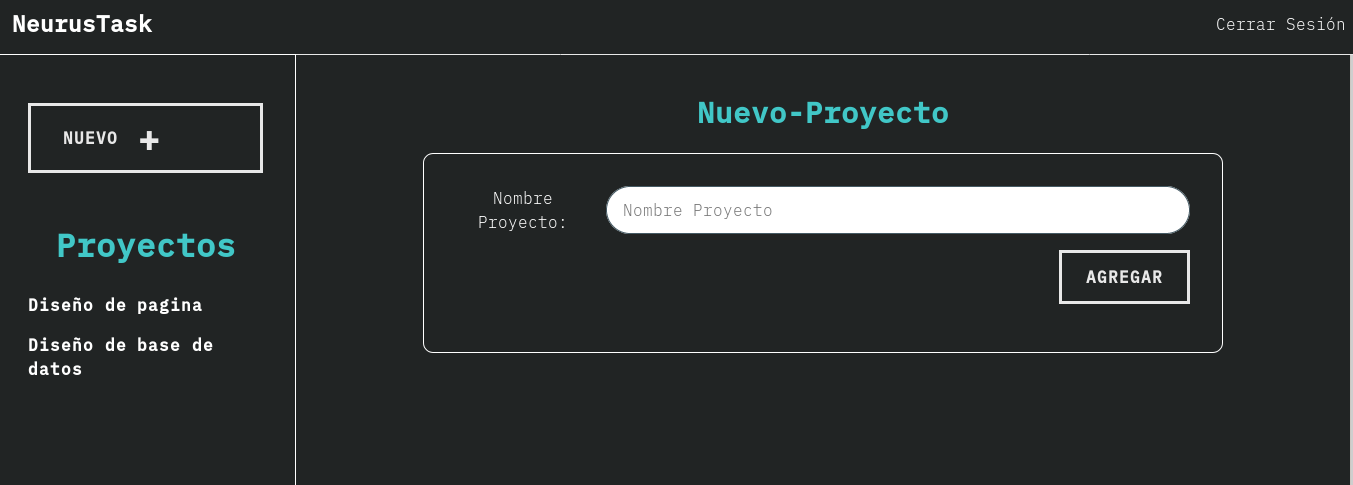 NeurusTask
Cerrar Sesión
NUEVO +
Proyectos
Diseño de pagina
Diseño de base de
datos
Nuevo-Proyecto
Nombre
Proyecto:
Nombre Proyecto
AGREGAR